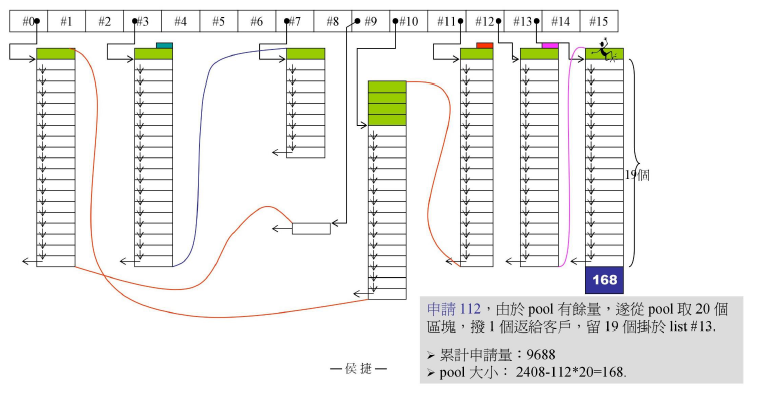 #0 #1 #2 #3 #4 #5 #6 #7 #8 #9 #10 #11 #12 #13 #14 #15
19個
168
申請 112，由於 pool 有餘量，遂從 pool 取 20 個
區塊，撥 1 個返給客戶，留 19 個掛於 list #13.
➢ 累計申請量：9688
➢ pool 大小： 2408-112*20=168.
—侯 捷—